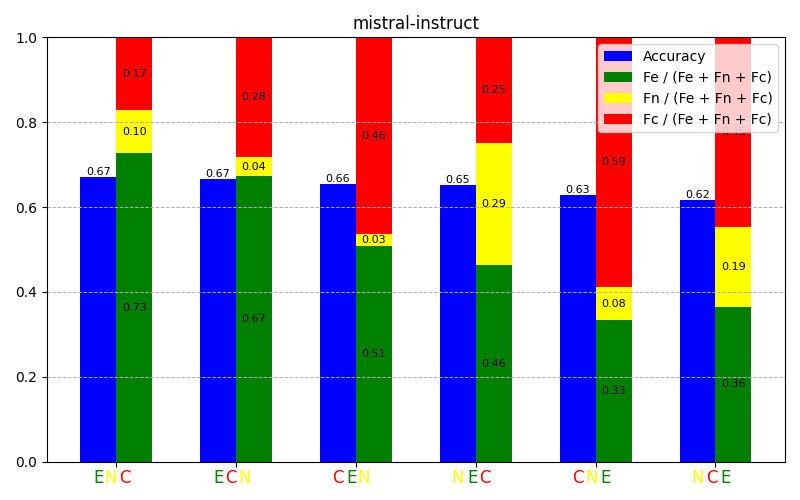 mistral-instruct
1.0
0.8
0.6
0.4
0.2
0.0
Accuracy
Fe / (Fe + Fn + Fc)
Fn / (Fe + Fn + Fc)
Fc / (Fe + Fn + Fc)
0.67
0.73
0.10
0.17
0.67
0.67
0.04
0.28
0.66
0.51
0.03
0.46
0.65
0.46
0.29
0.25
0.63
0.33
0.08
0.59
0.62
0.36
0.19
E N C
E C N
C E N
N E C
C N E
N C E